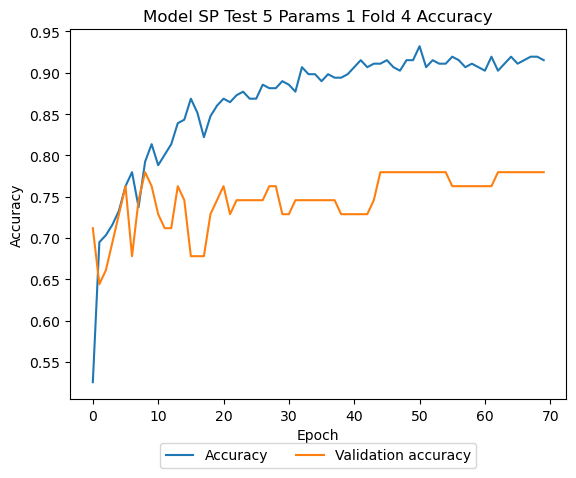 Model SP Test 5 Params 1 Fold 4 Accuracy
0.95
0.90
0.85
0.80
0.75
0.70
0.65
0.60
0.55
Accuracy
0 10 20 30 40 50 60 70
Epoch
Accuracy Validation accuracy